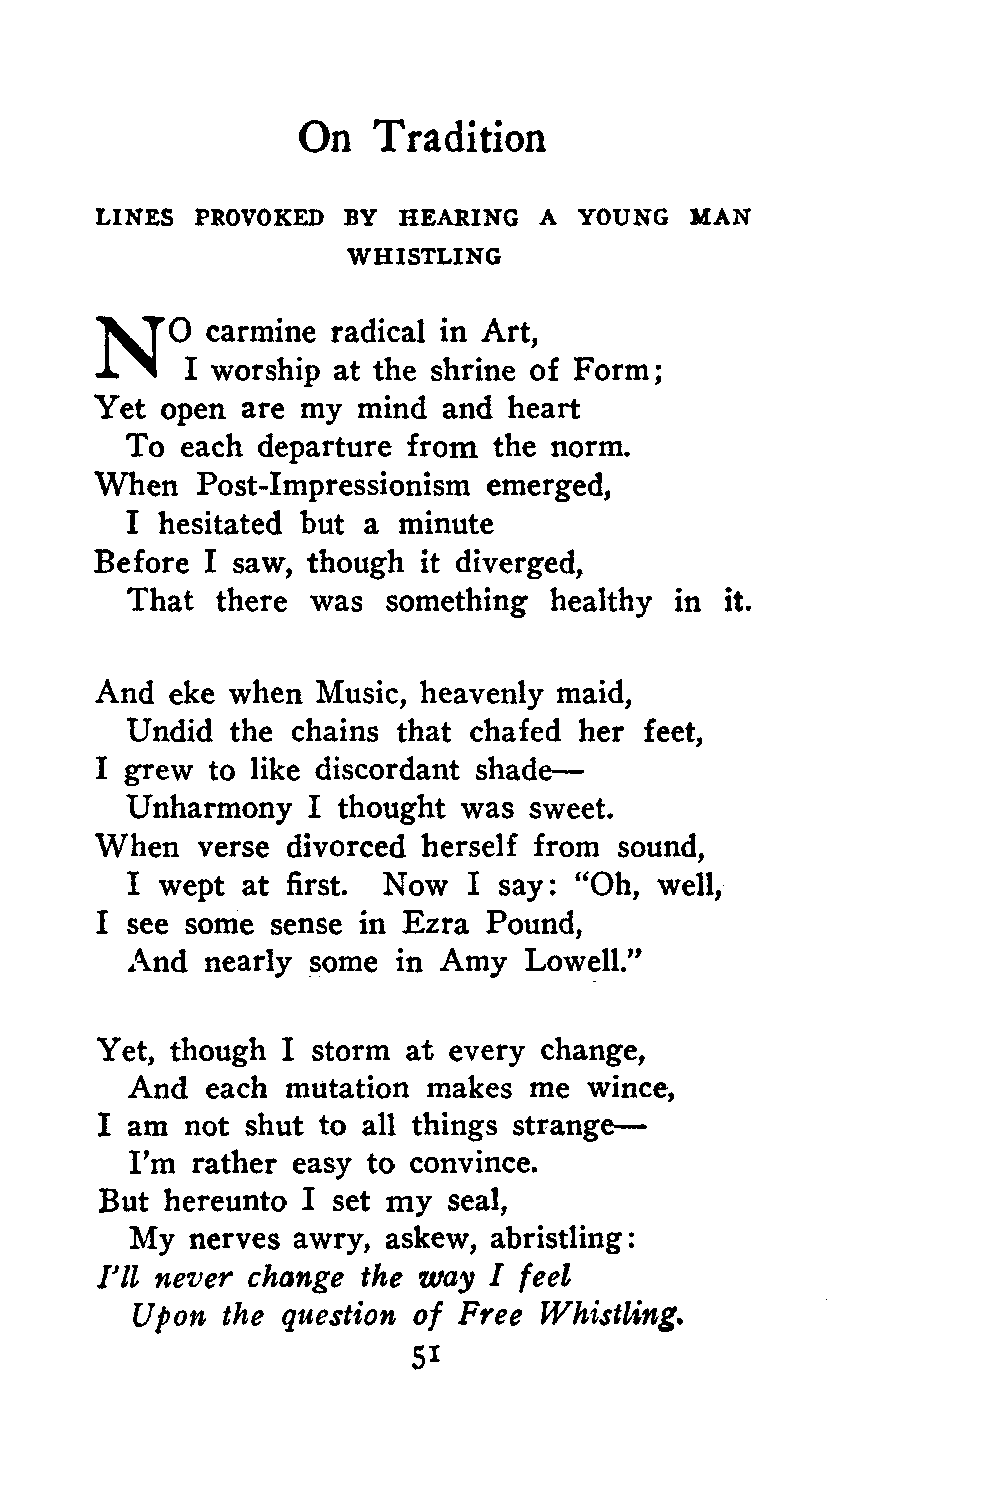 On Tradition
LINES PROVOKED BY HEARING A YOUNG MAN
WHISTLING
NO carmine radical in Art,
I worship at the shrine of Form;
Yet open are my mind and heart
To each departure from the norm.
When Post-Impressionism emerged,
I hesitated but a minute
Before I saw, though it diverged,
That there was something healthy in it.
And eke when Music, heavenly maid,
Undid the chains that chafed her feet,
I grew to like discordant shade—
Unharmony I thought was sweet.
When verse divorced herself from sound,
I wept at first. Now I say: “Oh, well,
I see some sense in Ezra Pound,
And nearly some in Amy Lowell.”
Yet, though I storm at every change,
And each mutation makes me wince,
I am not shut to all things strange—
I'm rather easy to convince.
But hereunto I set my seal,
My nerves awry, askew, abristling:
I'll never change the way I feel
Upon the question of Free Whistling.
51